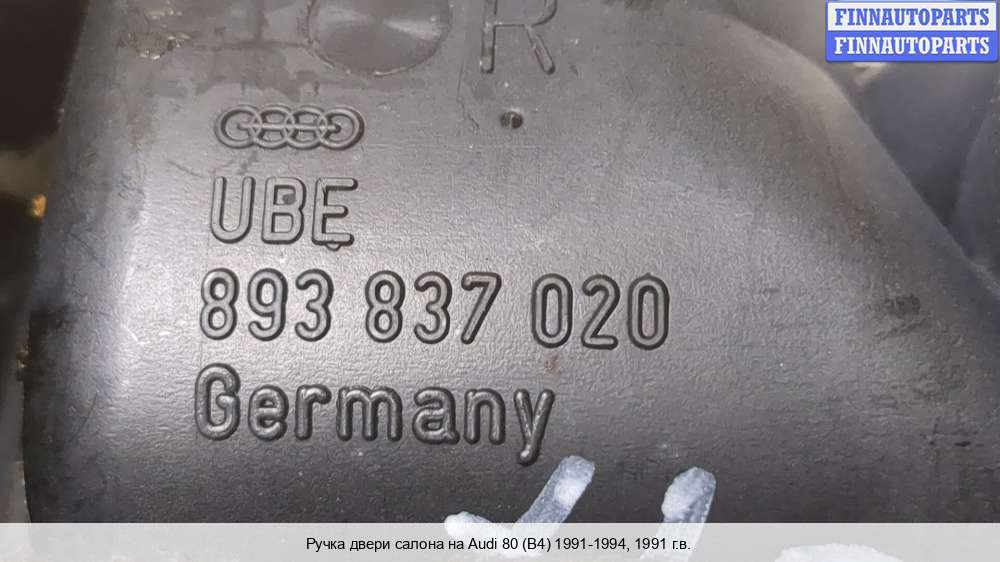 FINNAUTOPARTS
FINNAUTOPARTS
R
UBE
893 837 020
Germany
Ручка двери салона на Audi 80 (B4) 1991-1994, 1991 г.в.